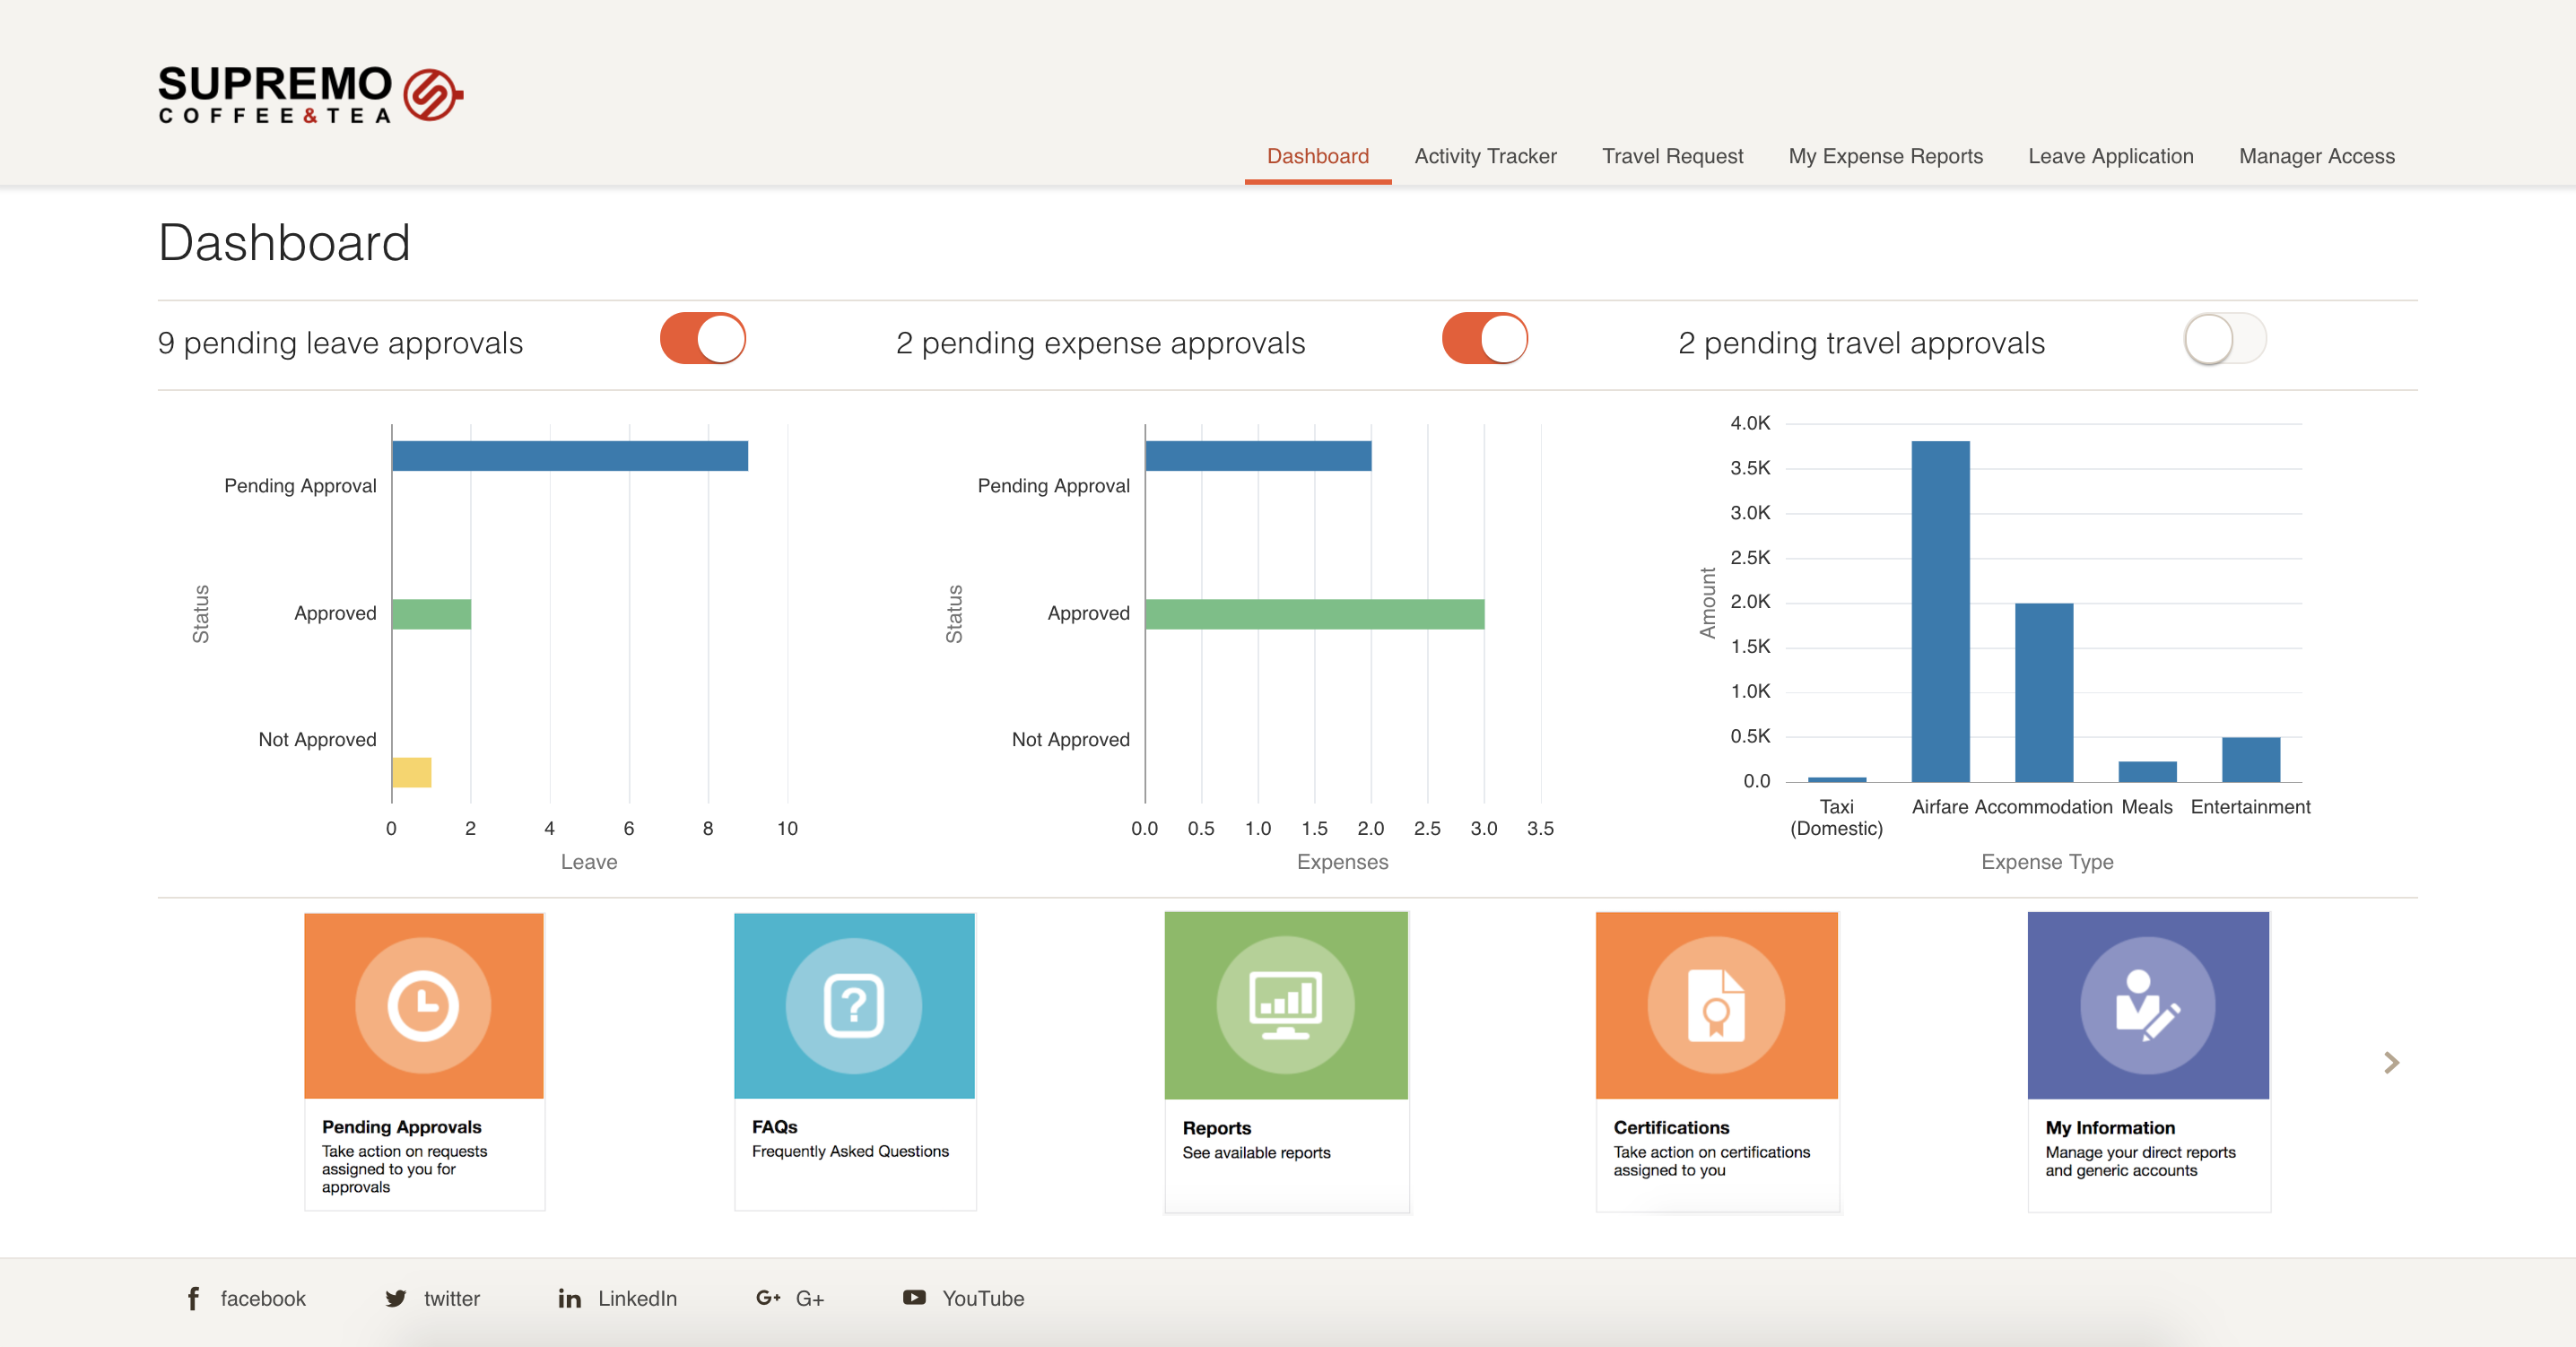 SUPREMO
COFFEE&TEA
Dashboard Activity Tracker Travel Request My Expense Reports Leave Application Manager Access
Dashboard
9 pending leave approvals
2 pending expense approvals
2 pending travel approvals
Status
Pending Approval
Approved
Not Approved
0 2 4 6 8 10
Leave
Status
Pending Approval
Approved
Not Approved
0.0 0.5 1.0 1.5 2.0 2.5 3.0 3.5
Expenses
Amount
4.0K
3.5K
3.0K
2.5K
2.0K
1.5K
1.0K
0.5K
0.0
Taxi
(Domestic)
Airfare Accommodation Meals Entertainment
Expense Type
Pending Approvals
Take action on requests
assigned to you for
approvals
FAQs
Frequently Asked Questions
Reports
See available reports
Certifications
Take action on certifications
assigned to you
My Information
Manage your direct reports
and generic accounts
facebook twitter LinkedIn G+ YouTube